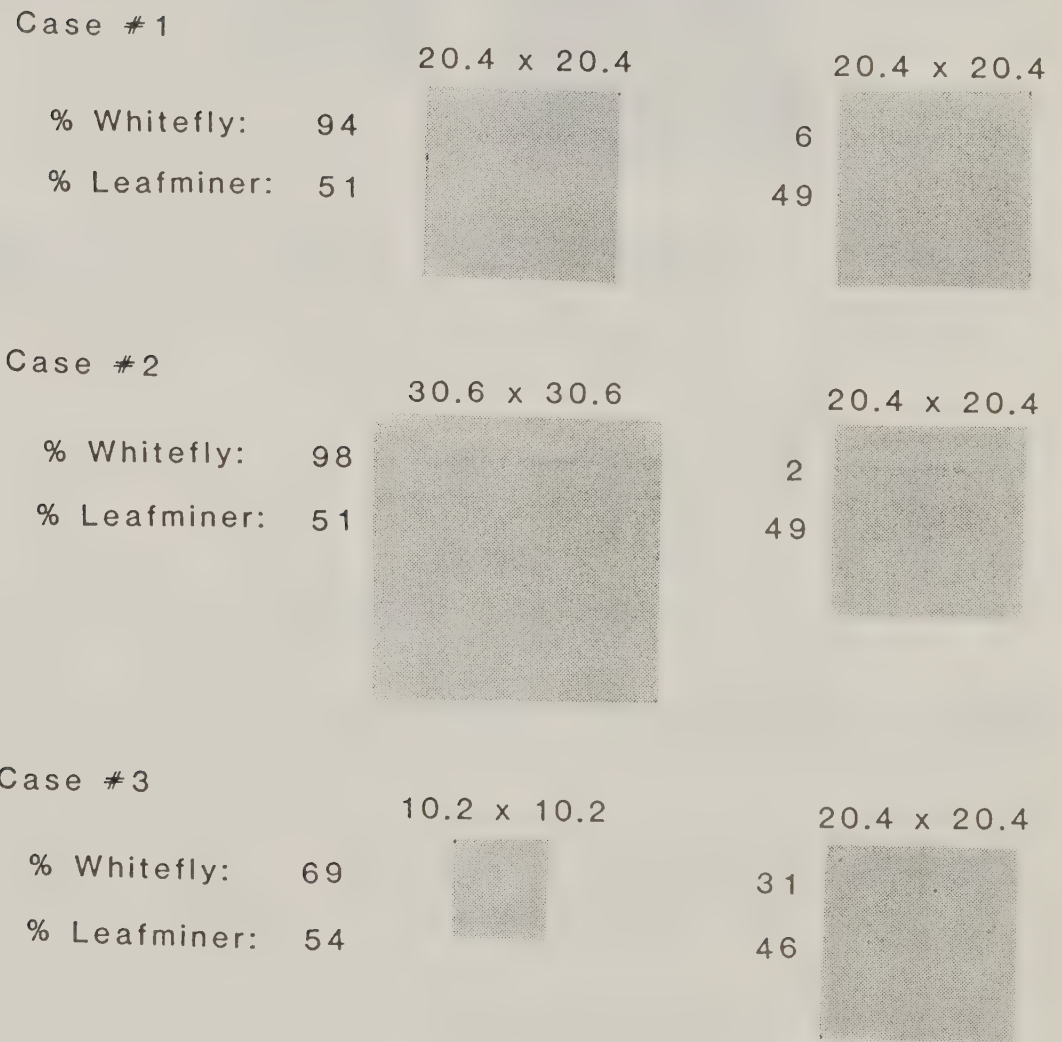 Case #1
20.4 x 20.4 20.4 x 20.4
% Whitefly: 94 6
% Leafminer: 51 49
Case #2
30.6 x 30.6 20.4 x 20.4
% Whitefly: 98 2
% Leafminer: 51 49
Case #3
10.2 x 10.2 20.4 x 20.4
% Whitefly: 69 31
% Leafminer: 54 46